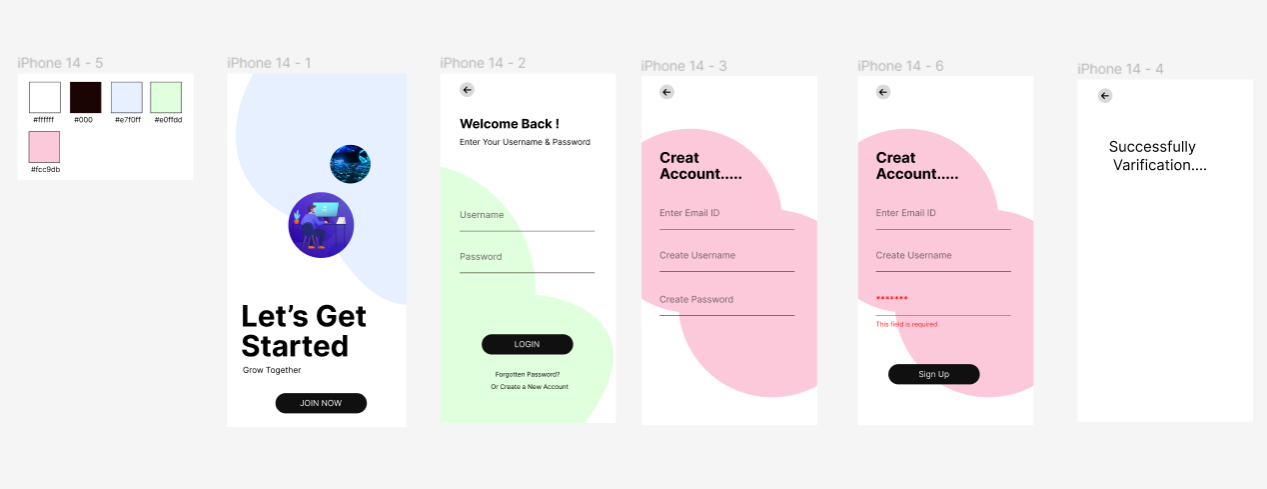 iPhone 14 - 5
#ffffff
#000
#e7f0ff
#e0ffdd
#fcc9db
iPhone 14 - 1
Let's Get
Started
Grow Together
JOIN NOW
iPhone 14 - 2
Welcome Back !
Enter Your Username & Password
Username
Password
LOGIN
Forgotten Password?
Or Create a New Account
iPhone 14 - 3
Creat
Account.....
Enter Email ID
Create Username
Create Password
iPhone 14 - 6
Creat
Account.....
Enter Email ID
Create Username
*******
This field is required
Sign Up
iPhone 14 - 4
Successfully
Varification....